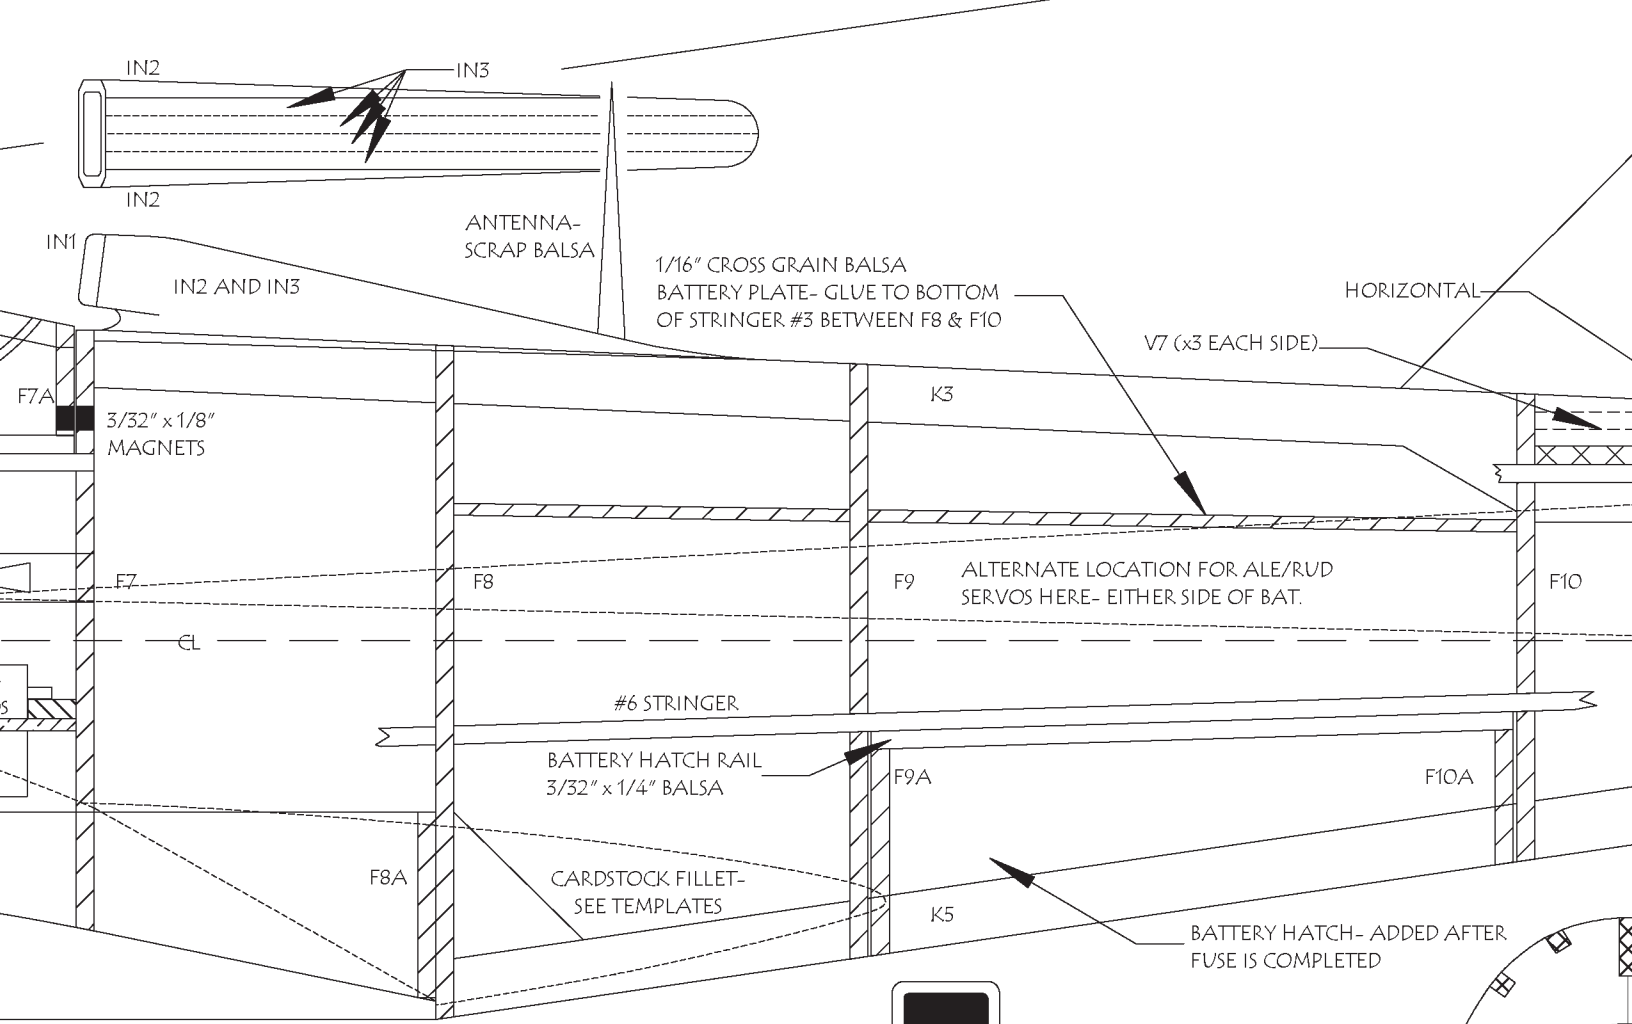 IN2
IN3
IN2
ANTENNA-
SCRAP BALSA
IN1
IN2 AND IN3
1/16" CROSS GRAIN BALSA
BATTERY PLATE- GLUE TO BOTTOM
OF STRINGER #3 BETWEEN F8 & F10
HORIZONTAL
V7 (x3 EACH SIDE)
F7A
K3
3/32" x 1/8"
MAGNETS
F7
F8
F9
ALTERNATE LOCATION FOR ALE/RUD
SERVOS HERE- EITHER SIDE OF BAT.
F10
CL
#6 STRINGER
BATTERY HATCH RAIL
3/32" x 1/4" BALSA
F9A
F10A
F8A
CARDSTOCK FILLET-
SEE TEMPLATES
K5
BATTERY HATCH- ADDED AFTER
FUSE IS COMPLETED